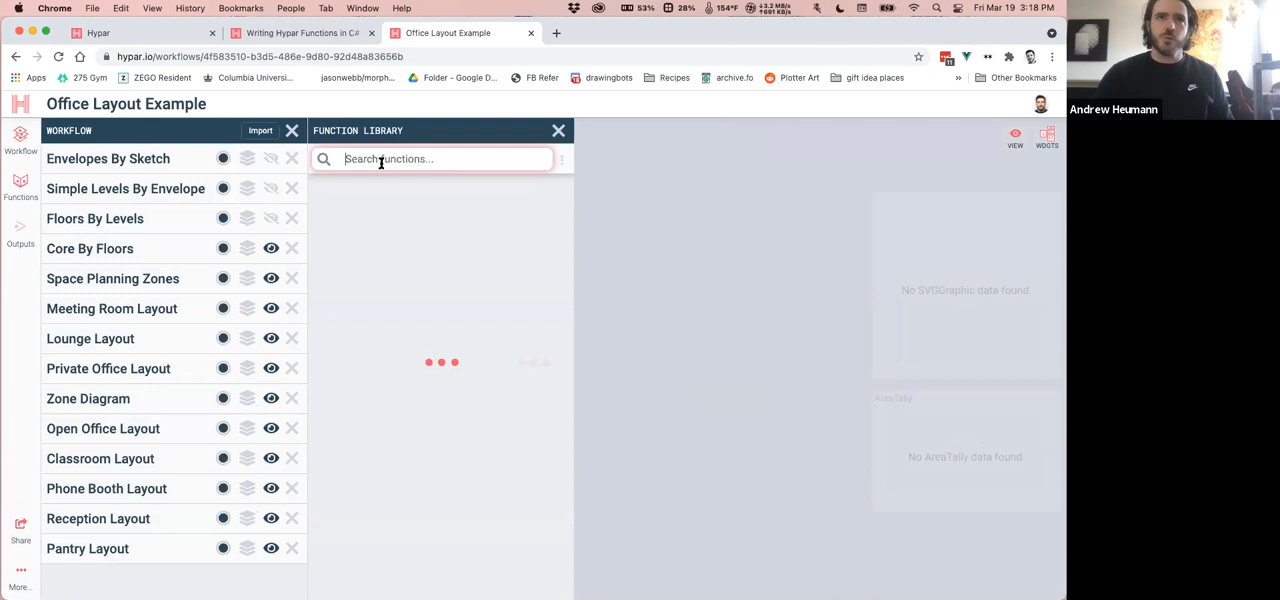 Chrome File Edit View History Bookmarks People Tab Window Help 53% 28% 154°F ↓3.2 MB/s ↑691 KB/s Fri Mar 19 3:18 PM
Hypar Writing Hypar Functions in C# Office Layout Example
hypar.io/workflows/4f583510-b3d5-486e-9d80-92d48a83656b 11
Apps 275 Gym ZEGO Resident Columbia Universi... jasonwebb/morph... Folder - Google D... FB Refer drawingbots Recipes archive.fo Plotter Art gift idea places » Other Bookmarks
Andrew Heumann
Office Layout Example
WORKFLOW Import FUNCTION LIBRARY
Workflow
Functions
Outputs
Share
More...
Envelopes By Sketch
Simple Levels By Envelope
Floors By Levels
Core By Floors
Space Planning Zones
Meeting Room Layout
Lounge Layout
Private Office Layout
Zone Diagram
Open Office Layout
Classroom Layout
Phone Booth Layout
Reception Layout
Pantry Layout
Search functions...
VIEW WDGTS
No SVGGraphic data found.
AreaTally
No AreaTally data found.